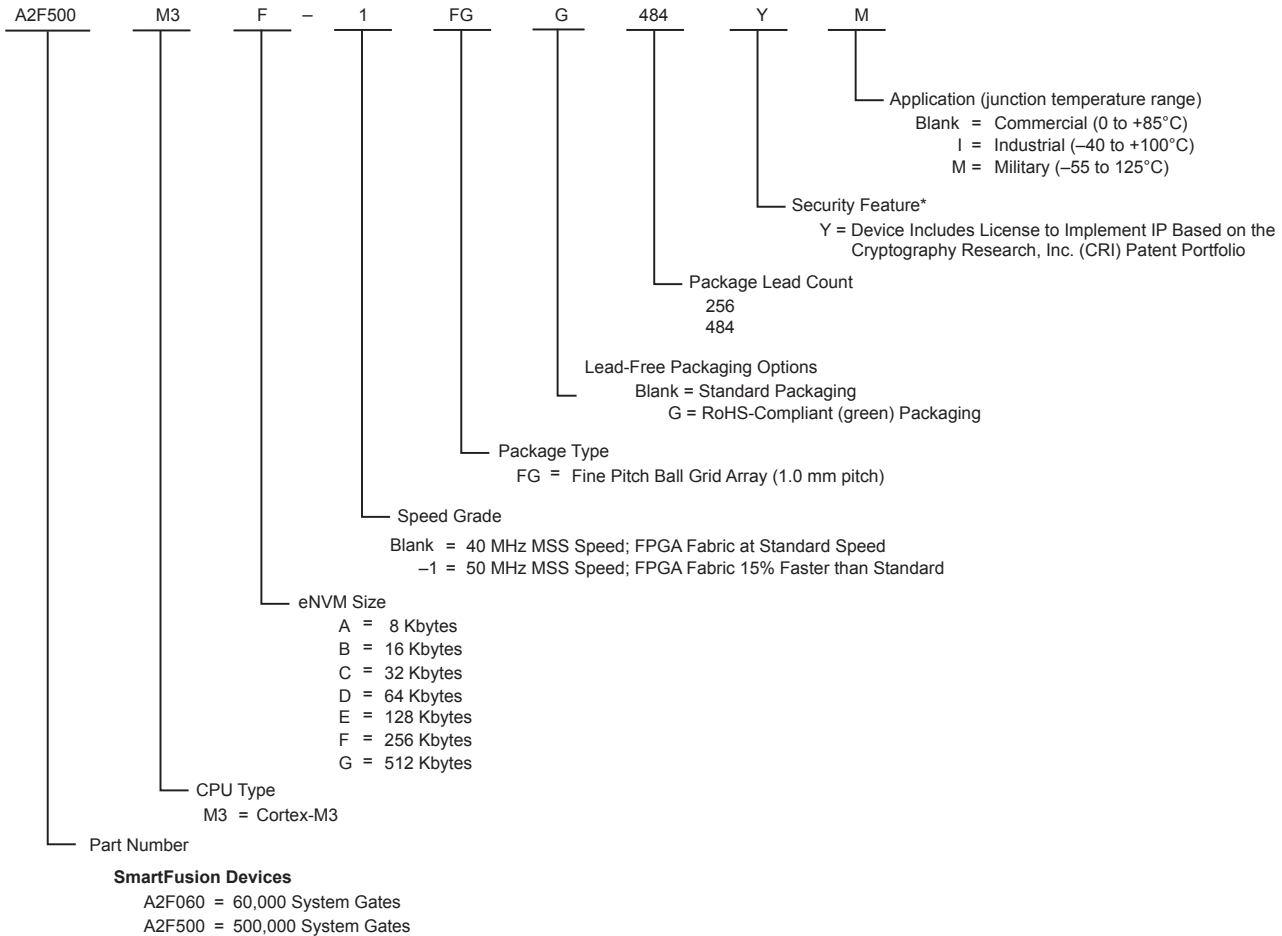 A2F500 M3 F – 1 FG G 484 Y M
Application (junction temperature range)
Blank = Commercial (0 to +85°C)
I = Industrial (–40 to +100°C)
M = Military (–55 to 125°C)
Security Feature*
Y = Device Includes License to Implement IP Based on the
Cryptography Research, Inc. (CRI) Patent Portfolio
Package Lead Count
256
484
Lead-Free Packaging Options
Blank = Standard Packaging
G = RoHS-Compliant (green) Packaging
Package Type
FG = Fine Pitch Ball Grid Array (1.0 mm pitch)
Speed Grade
Blank = 40 MHz MSS Speed; FPGA Fabric at Standard Speed
–1 = 50 MHz MSS Speed; FPGA Fabric 15% Faster than Standard
eNVM Size
A = 8 Kbytes
B = 16 Kbytes
C = 32 Kbytes
D = 64 Kbytes
E = 128 Kbytes
F = 256 Kbytes
G = 512 Kbytes
CPU Type
M3 = Cortex-M3
Part Number
SmartFusion Devices
A2F060 = 60,000 System Gates
A2F500 = 500,000 System Gates